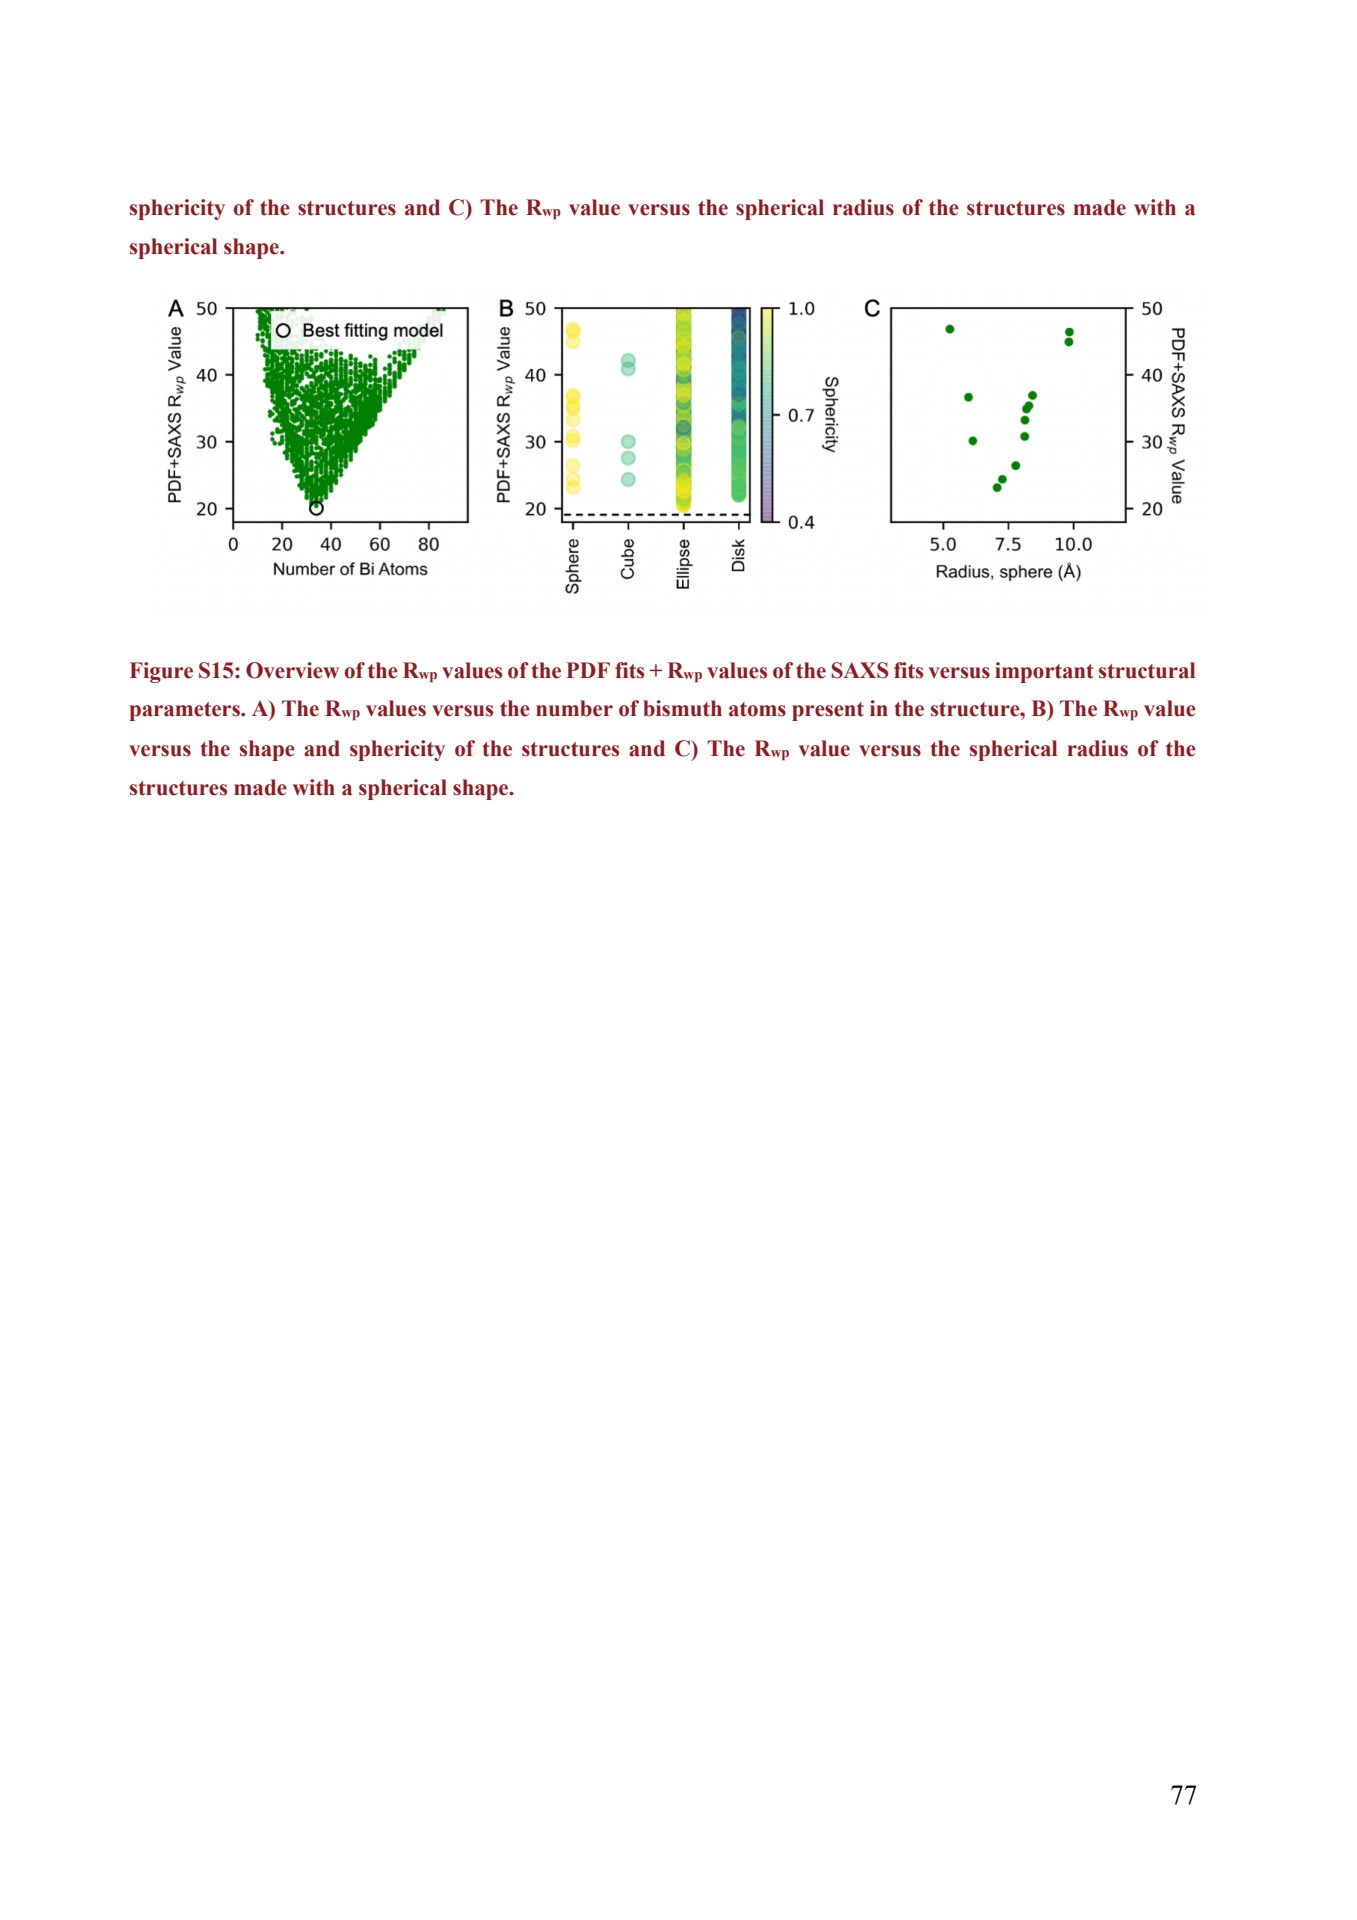 sphericity of the structures and C) The Rwp value versus the spherical radius of the structures made with a
spherical shape.
A
50
40
30
20
PDF+SAXS Rwp Value
Best fitting model
0 20 40 60 80
Number of Bi Atoms
B
50
40
30
20
PDF+SAXS Rwp Value
Sphere
Cube
Ellipse
Disk
1.0
0.7
0.4
Sphericity
C
50
40
30
20
PDF+SAXS Rwp Value
5.0 7.5 10.0
Radius, sphere (Å)
Figure S15: Overview of the Rwp values of the PDF fits + Rwp values of the SAXS fits versus important structural
parameters. A) The Rwp values versus the number of bismuth atoms present in the structure, B) The Rwp value
versus the shape and sphericity of the structures and C) The Rwp value versus the spherical radius of the
structures made with a spherical shape.
77